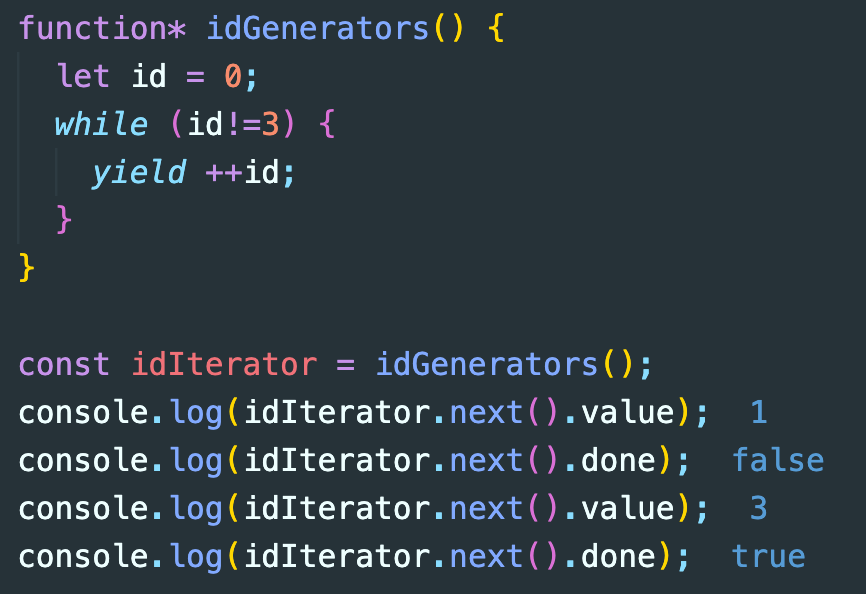 function* idGenerators() {
  let id = 0;
  while (id!=3) {
    yield ++id;
  }
}

const idIterator = idGenerators();
console.log(idIterator.next().value);  1
console.log(idIterator.next().done);  false
console.log(idIterator.next().value);  3
console.log(idIterator.next().done);  true